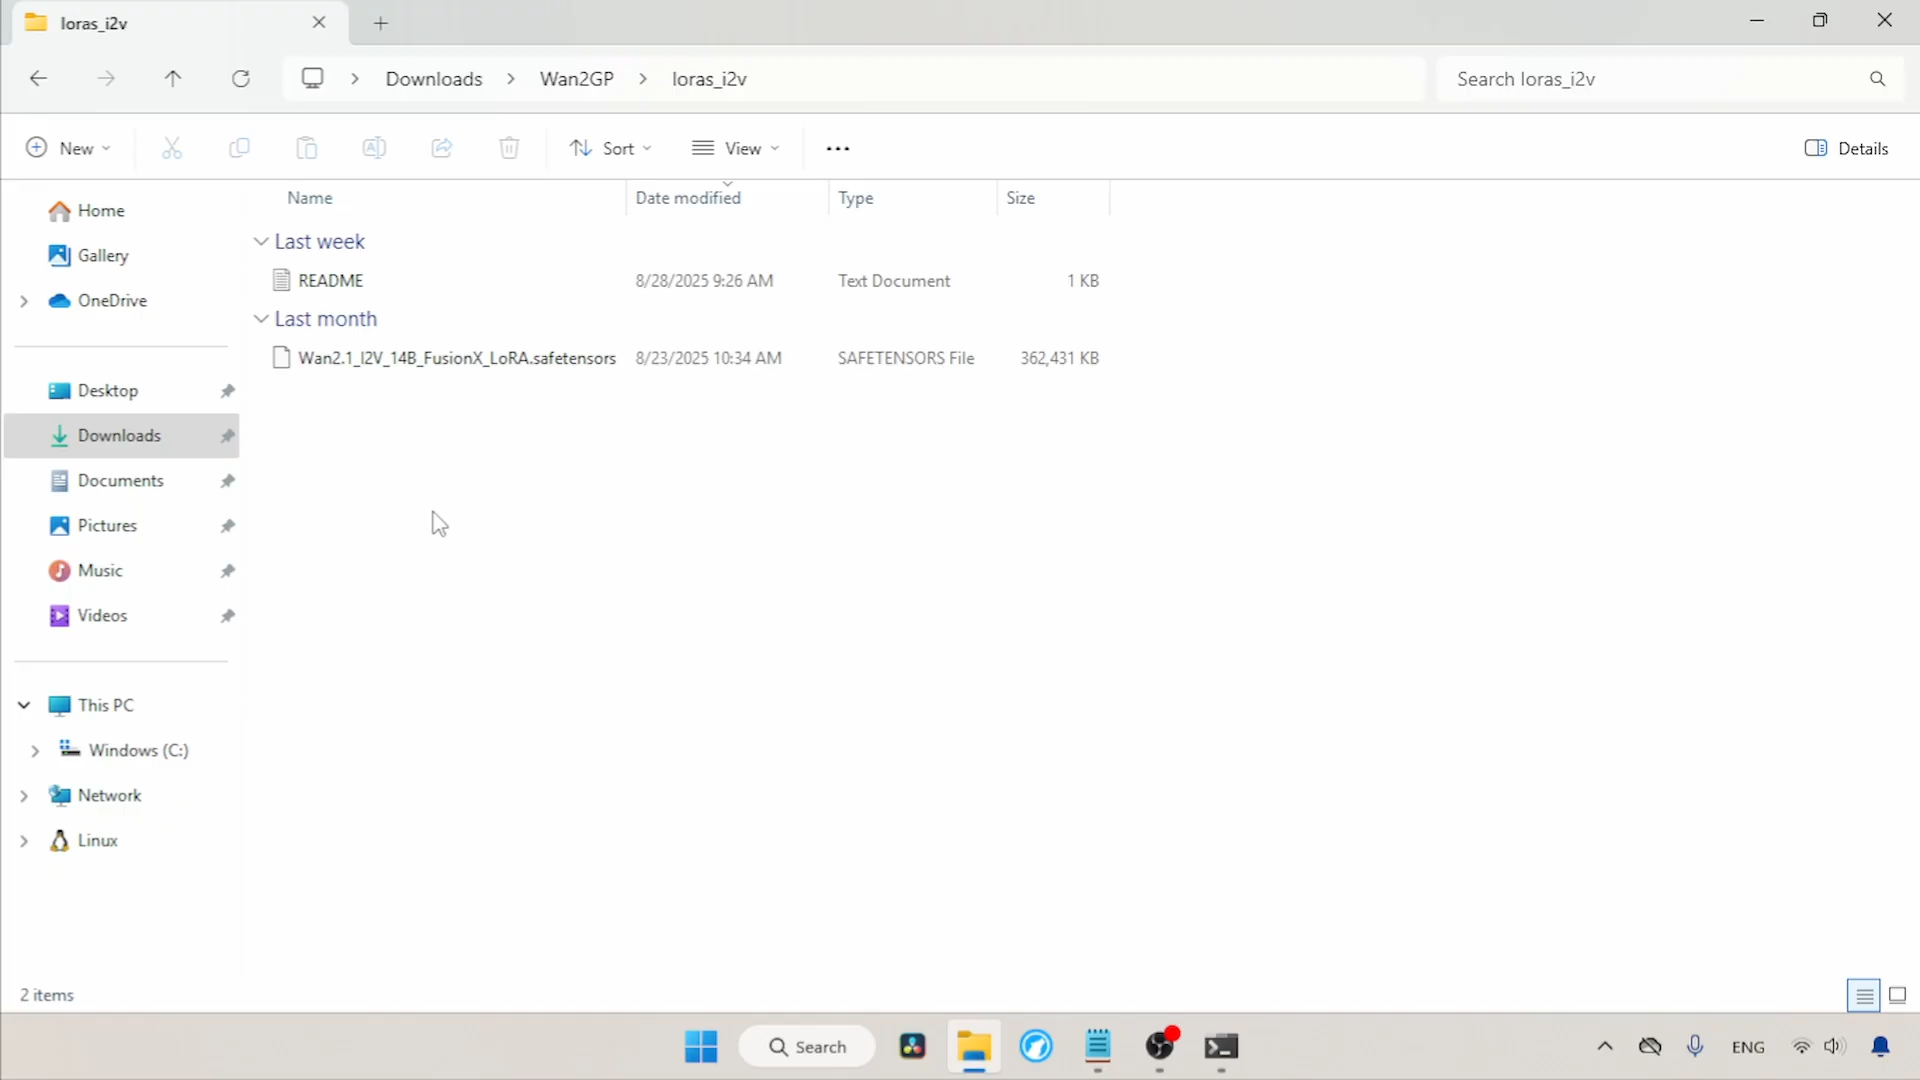 loras_i2v
Downloads > Wan2GP > loras_i2v
Search loras_i2v
New
Sort
View
Details
Name Date modified Type Size
Home
Gallery
OneDrive
Desktop
Downloads
Documents
Pictures
Music
Videos
This PC
Windows (C:)
Network
Linux
Last week
README 8/28/2025 9:26 AM Text Document 1 KB
Last month
Wan2.1_I2V_14B_FusionX_LoRA.safetensors 8/23/2025 10:34 AM SAFETENSORS File 362,431 KB
2 items
Search
ENG